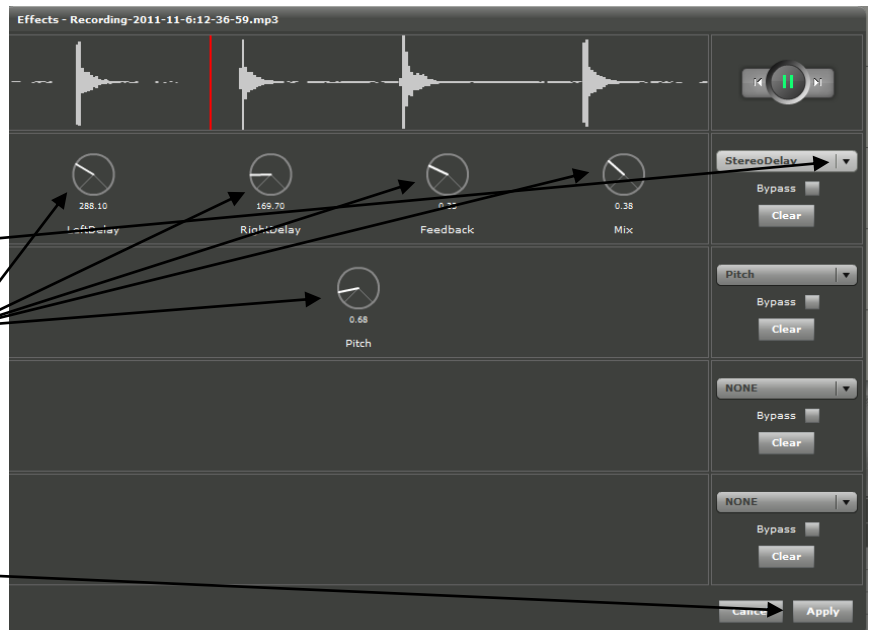 Effects - Recording-2011-11-6:12-36-59.mp3
StereoDelay
288.10 169.70 0.38
LeftDelay RightDelay Feedback Mix
Bypass
Clear
Pitch
0.68
Pitch
Bypass
Clear
NONE
Bypass
Clear
NONE
Bypass
Clear
Cancel Apply